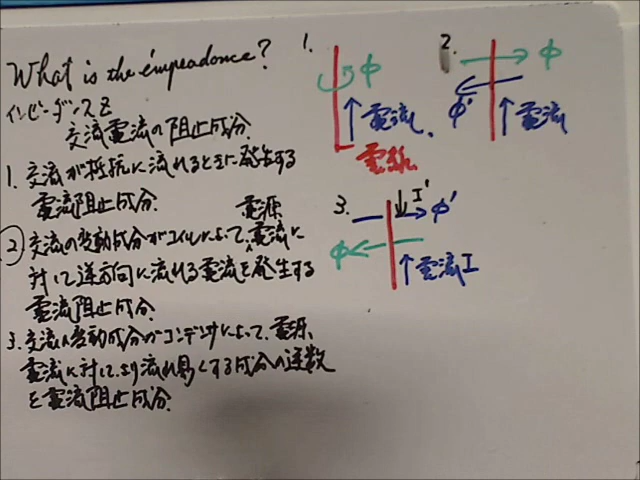 What is the impeadance?
インピーダンスZ
交流電流の阻止成分
1. 交流が抵抗に流れるときに発生する
電流阻止成分
電源
2 交流の変動成分がコイルによって、電流に
対して逆方向に流れる電流を発生する
電流阻止成分
3. 交流の変動成分がコンデンサによって、電源
電流に対してより流れ易くする成分の逆数
を電流阻止成分
1.
φ
電流
電線
2.
φ
φ'
電流
3.
I'
φ'
φ
電流I